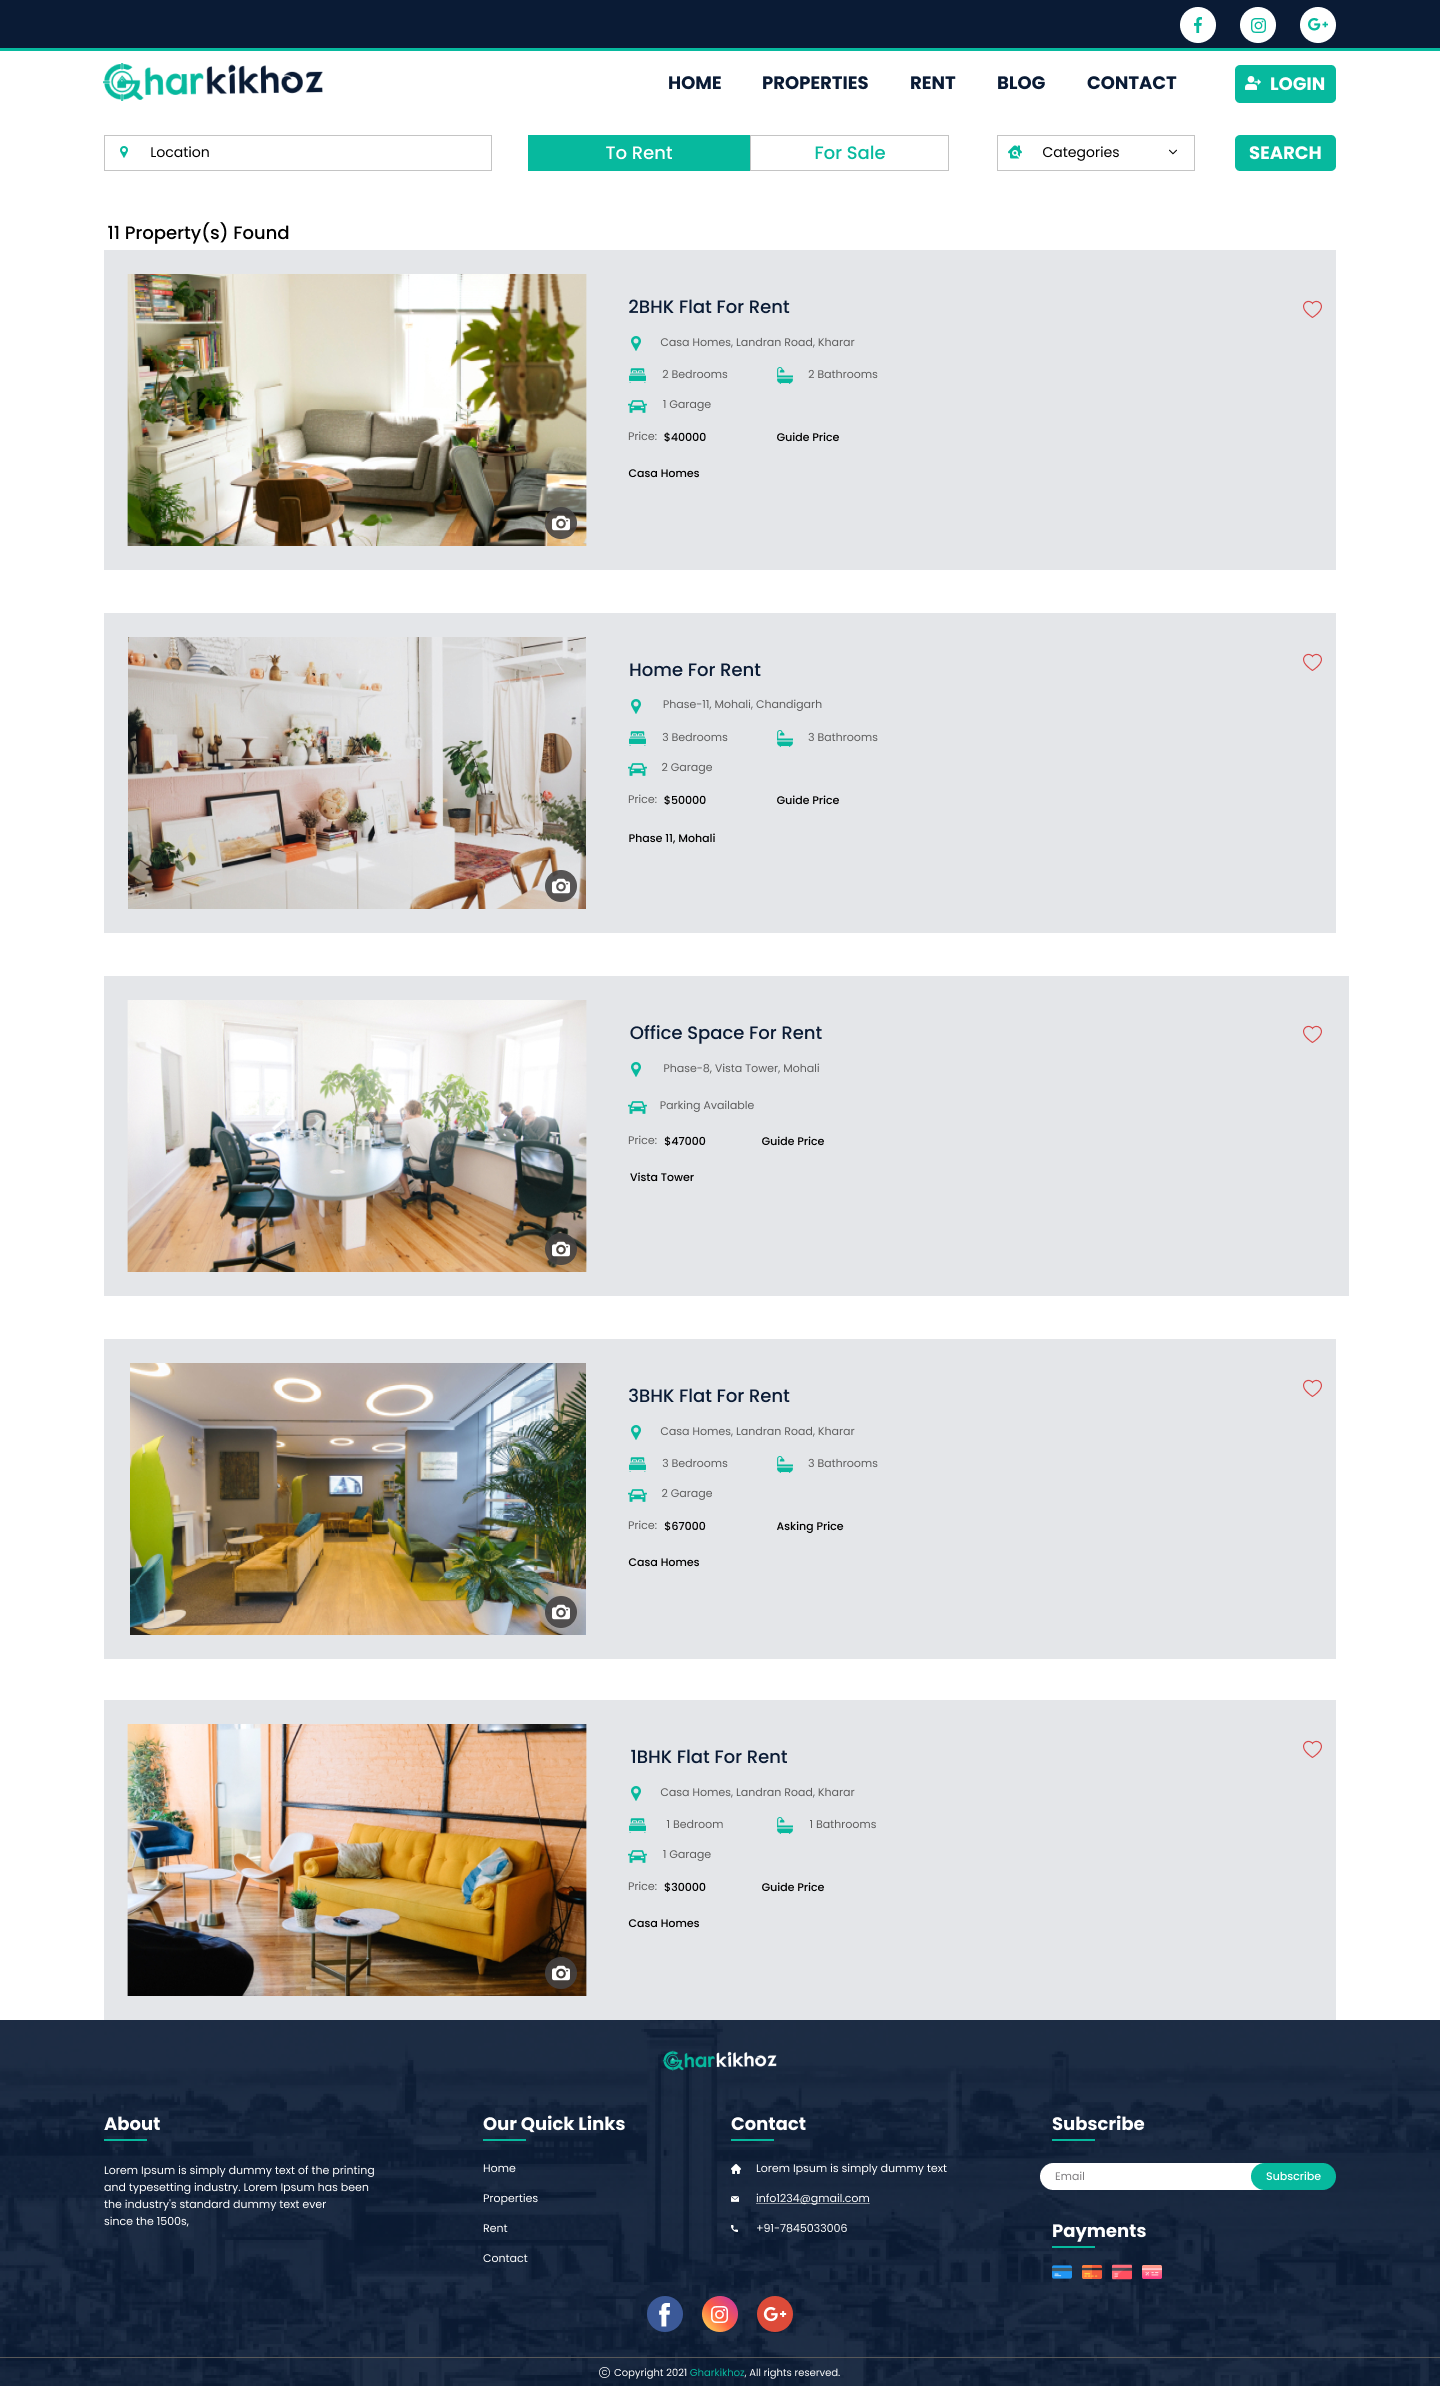 Gharkikhoz
HOME PROPERTIES RENT BLOG CONTACT LOGIN
Location To Rent For Sale Categories SEARCH
11 Property(s) Found
2BHK Flat For Rent
Casa Homes, Landran Road, Kharar
2 Bedrooms 2 Bathrooms
1 Garage
Price: $40000 Guide Price
Casa Homes
Home For Rent
Phase-11, Mohali, Chandigarh
3 Bedrooms 3 Bathrooms
2 Garage
Price: $50000 Guide Price
Phase 11, Mohali
Office Space For Rent
Phase-8, Vista Tower, Mohali
Parking Available
Price: $47000 Guide Price
Vista Tower
3BHK Flat For Rent
Casa Homes, Landran Road, Kharar
3 Bedrooms 3 Bathrooms
2 Garage
Price: $67000 Asking Price
Casa Homes
1BHK Flat For Rent
Casa Homes, Landran Road, Kharar
1 Bedroom 1 Bathrooms
1 Garage
Price: $30000 Guide Price
Casa Homes
Gharkikhoz
About
Lorem Ipsum is simply dummy text of the printing
and typesetting industry. Lorem Ipsum has been
the industry's standard dummy text ever
since the 1500s,
Our Quick Links
Home
Properties
Rent
Contact
Contact
Lorem Ipsum is simply dummy text
info1234@gmail.com
+91-7845033006
Subscribe
Email Subscribe
Payments
© Copyright 2021 Gharkikhoz, All rights reserved.